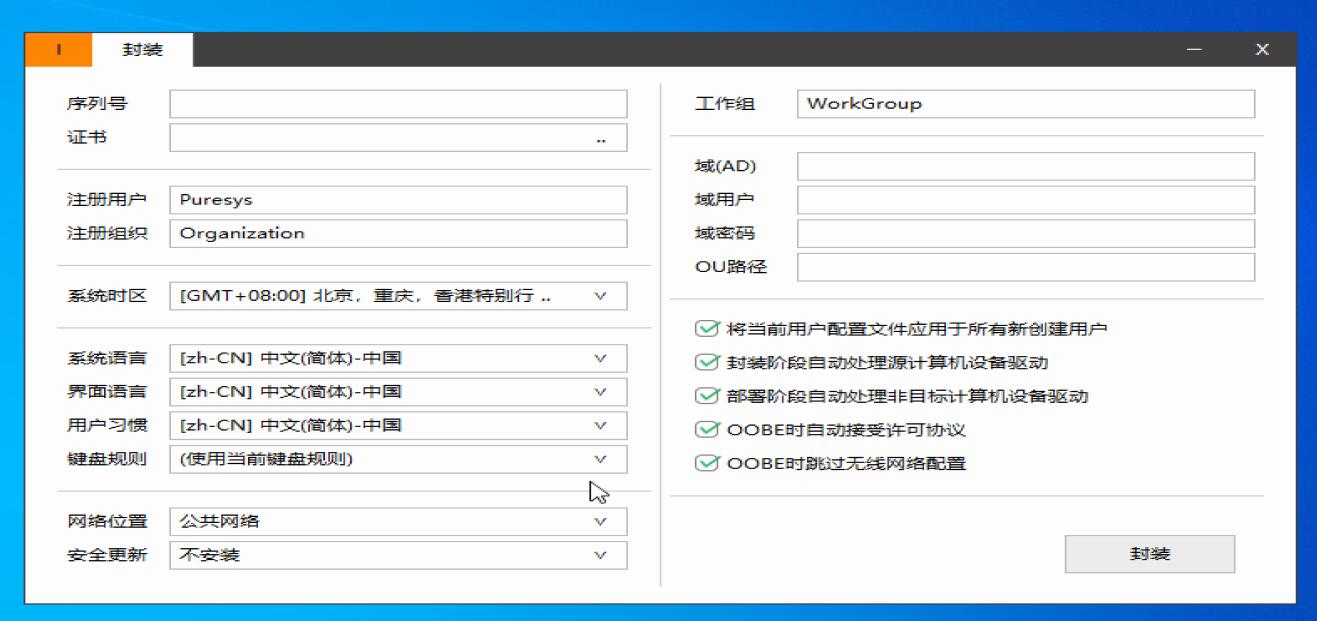 I 封装
序列号
证书 ..
注册用户 Puresys
注册组织 Organization
系统时区 [GMT+08:00] 北京，重庆，香港特别行 ..
系统语言 [zh-CN] 中文(简体)-中国
界面语言 [zh-CN] 中文(简体)-中国
用户习惯 [zh-CN] 中文(简体)-中国
键盘规则 (使用当前键盘规则)
网络位置 公共网络
安全更新 不安装
工作组 WorkGroup
域(AD)
域用户
域密码
OU路径
将当前用户配置文件应用于所有新创建用户
封装阶段自动处理源计算机设备驱动
部署阶段自动处理非目标计算机设备驱动
OOBE时自动接受许可协议
OOBE时跳过无线网络配置
封装